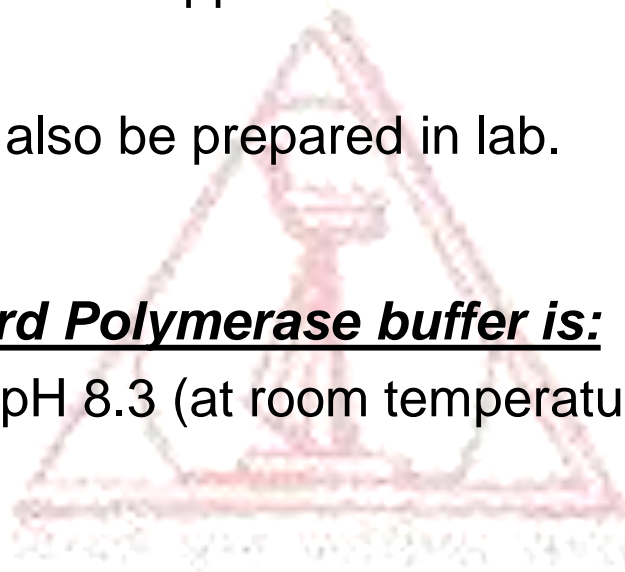 also be prepared in lab.
rd Polymerase buffer is:
pH 8.3 (at room temperatu